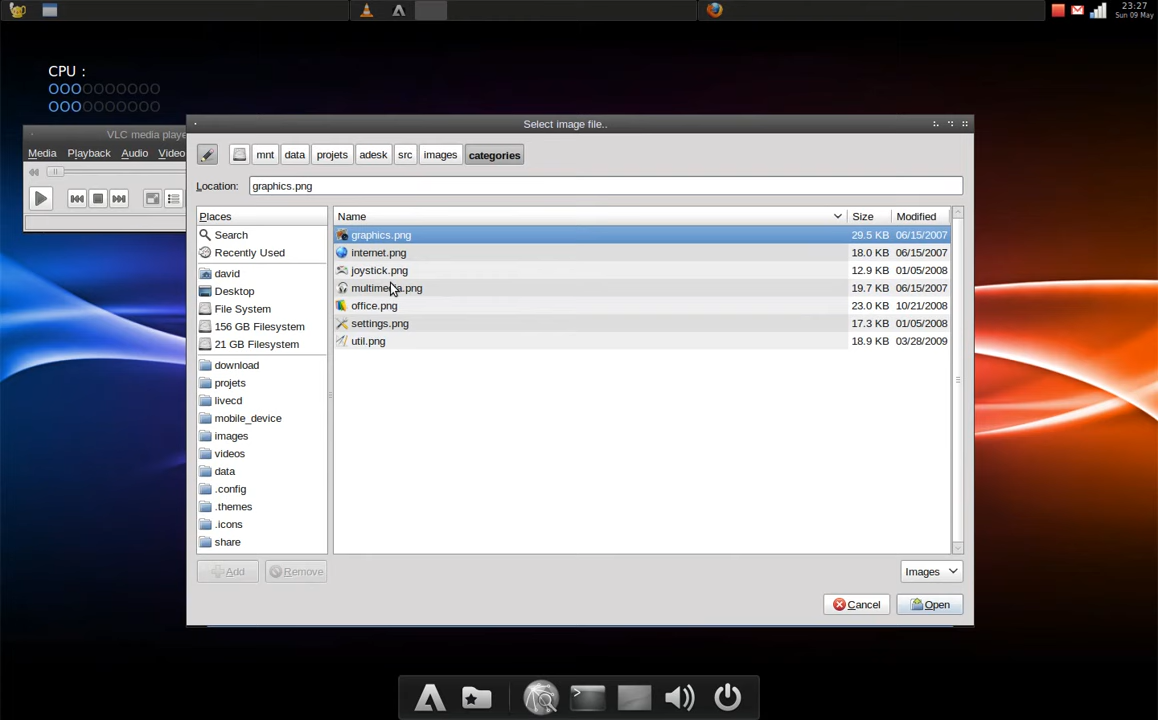 23:27
Sun 09 May
CPU :
Select image file..
VLC media playe
Media Playback Audio Video
mnt data projets adesk src images categories
Location: graphics.png
Places
Search
Recently Used
david
Desktop
File System
156 GB Filesystem
21 GB Filesystem
download
projets
livecd
mobile_device
images
videos
data
.config
.themes
.icons
share
Name Size Modified
graphics.png 29.5 KB 06/15/2007
internet.png 18.0 KB 06/15/2007
joystick.png 12.9 KB 01/05/2008
multimedia.png 19.7 KB 06/15/2007
office.png 23.0 KB 10/21/2008
settings.png 17.3 KB 01/05/2008
util.png 18.9 KB 03/28/2009
Add Remove
Images
Cancel Open